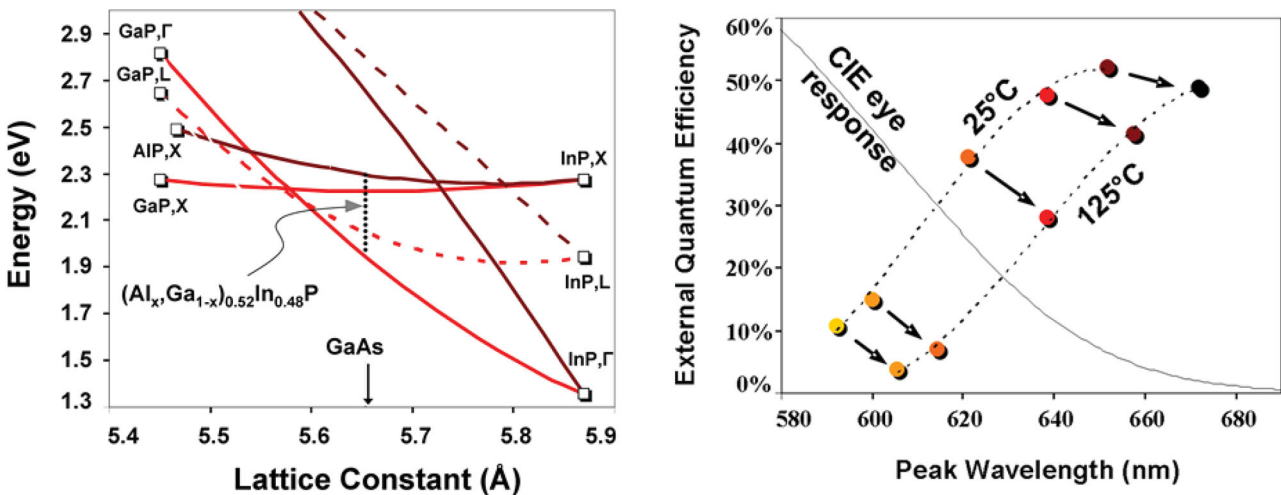 Energy (eV)
2.9
2.7
2.5
2.3
2.1
1.9
1.7
1.5
1.3
GaP,Γ
GaP,L
AlP,X
GaP,X
InP,X
InP,L
InP,Γ
(Alx,Ga1-x)0.52In0.48P
GaAs
5.4 5.5 5.6 5.7 5.8 5.9
Lattice Constant (Å)
External Quantum Efficiency
60%
50%
40%
30%
20%
10%
0%
CIE eye
response
25°C
125°C
580 600 620 640 660 680
Peak Wavelength (nm)